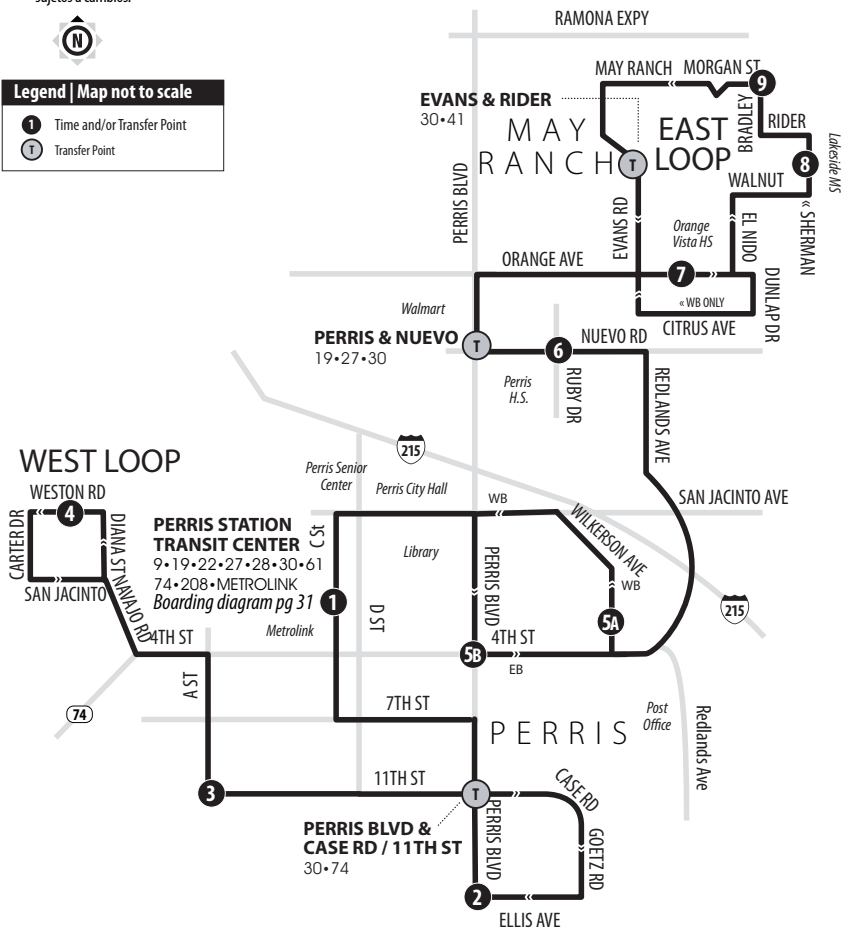 sujetos a cambios.
N
Legend | Map not to scale
1 Time and/or Transfer Point
T Transfer Point
RAMONA EXPY
MAY RANCH
MORGAN ST
9
EVANS & RIDER
30•41
MAY
RANCH
EAST
LOOP
BRADLEY
RIDER
T
8
Lakeside MS
WALNUT
PERRIS BLVD
EVANS RD
Orange
Vista HS
EL NIDO
« SHERMAN
ORANGE AVE
7
DUNLAP DR
« WB ONLY
CITRUS AVE
Walmart
PERRIS & NUEVO
19•27•30
T
6
NUEVO RD
Perris
H.S.
RUBY DR
REDLANDS AVE
215
WEST LOOP
WESTON RD
4
CARTER DR
DIANA ST
SAN JACINTO
NAVAJO RD
Perris Senior
Center
Perris City Hall
WB
SAN JACINTO AVE
WILKERSON AVE
PERRIS STATION
TRANSIT CENTER
9•19•22•27•28•30•61
74•208•METROLINK
Boarding diagram pg 31
C St
Library
PERRIS BLVD
WB
215
1
D ST
Metrolink
5A
4TH ST
4TH ST
5B
EB
A ST
74
7TH ST
PERRIS
Post
Office
Redlands Ave
3
11TH ST
T
CASE RD
PERRIS BLVD &
CASE RD / 11TH ST
30•74
PERRIS BLVD
GOETZ RD
2
ELLIS AVE